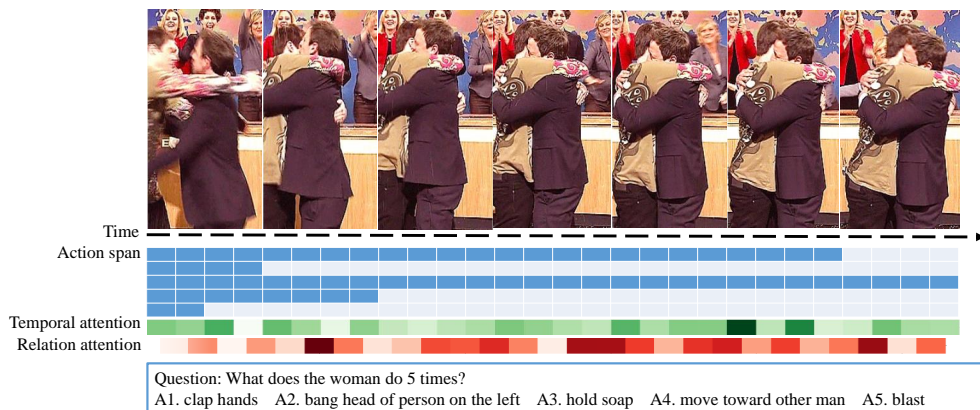 Time
Action span
Temporal attention
Relation attention
Question: What does the woman do 5 times?
A1. clap hands A2. bang head of person on the left A3. hold soap A4. move toward other man A5. blast